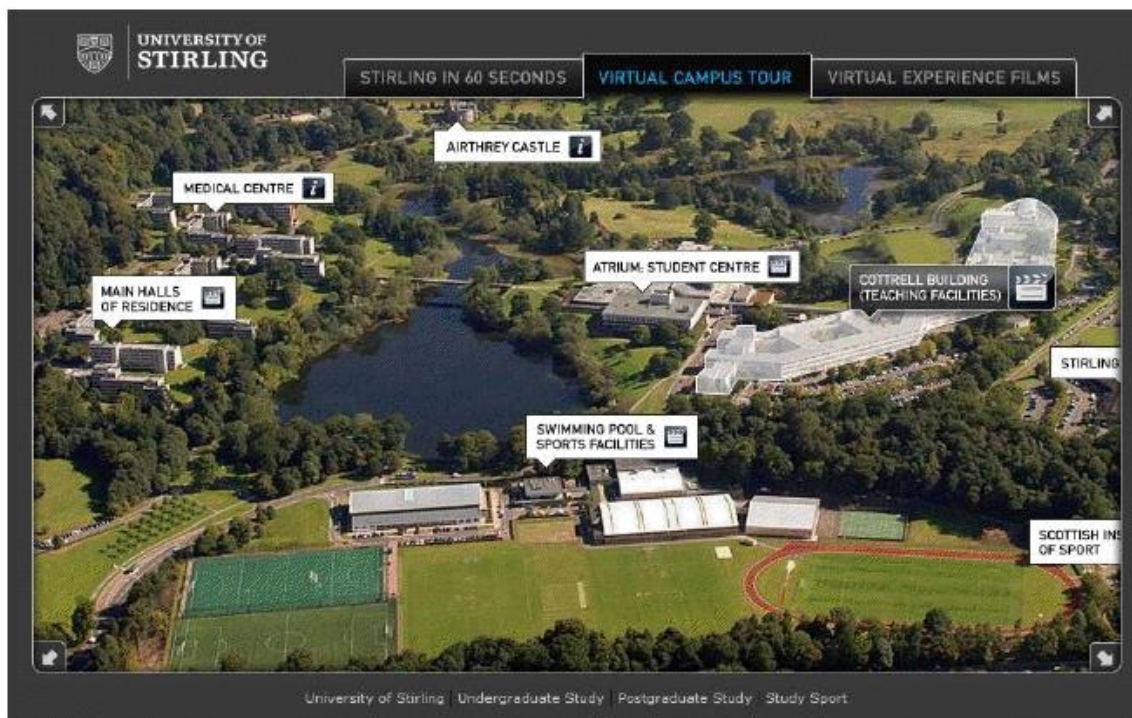 UNIVERSITY OF
STIRLING
STIRLING IN 60 SECONDS
VIRTUAL CAMPUS TOUR
VIRTUAL EXPERIENCE FILMS
AIRTHREY CASTLE i
MEDICAL CENTRE i
ATRIUM: STUDENT CENTRE
COTTRELL BUILDING
(TEACHING FACILITIES)
MAIN HALLS
OF RESIDENCE
STIRLING
SWIMMING POOL &
SPORTS FACILITIES
SCOTTISH INS
OF SPORT
University of Stirling | Undergraduate Study | Postgraduate Study | Study Sport